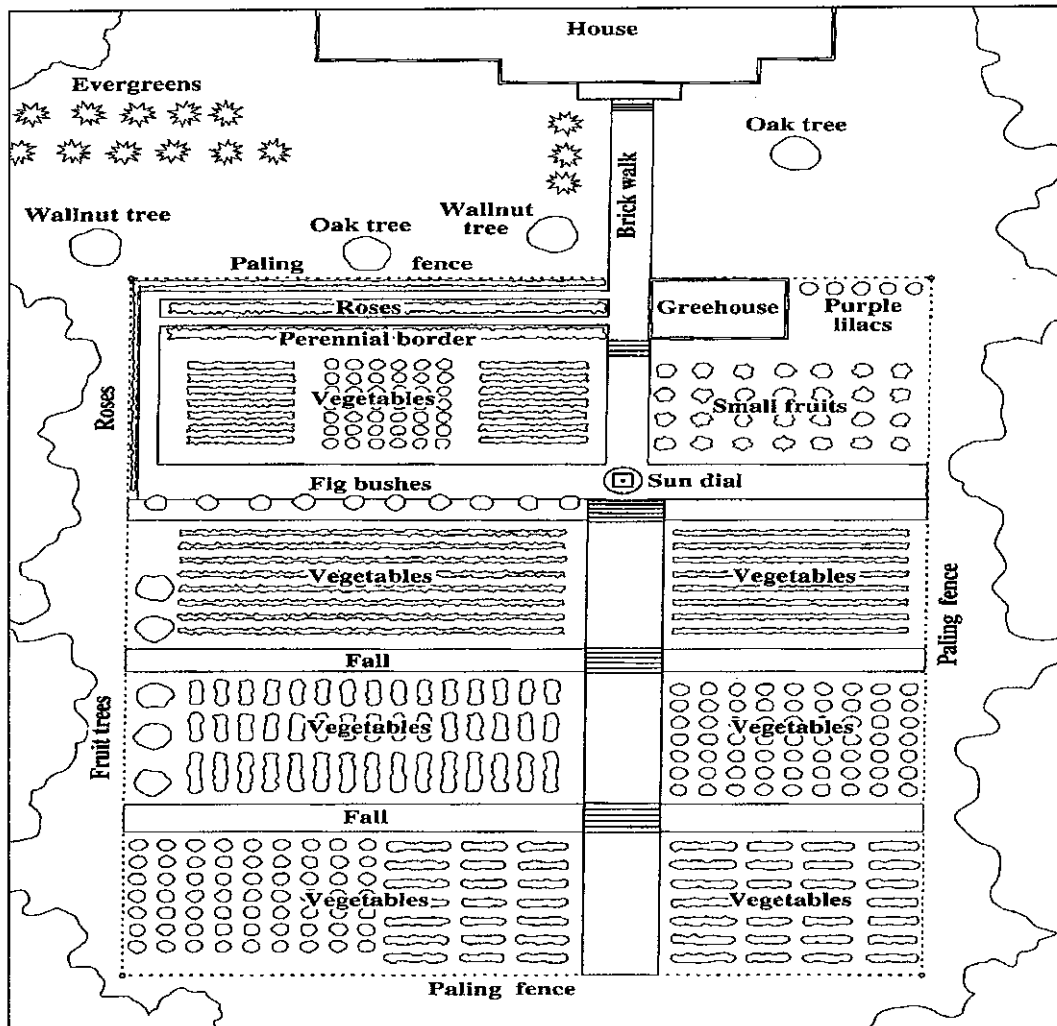 House
Evergreens
Oak tree
Brick walk
Wallnut tree
Oak tree
Wallnut
tree
Paling fence
Roses
Greehouse
Purple
lilacs
Perennial border
Vegetables
Small fruits
Roses
Fig bushes
Sun dial
Vegetables
Vegetables
Paling fence
Fall
Fruit trees
Vegetables
Vegetables
Fall
Vegetables
Vegetables
Paling fence